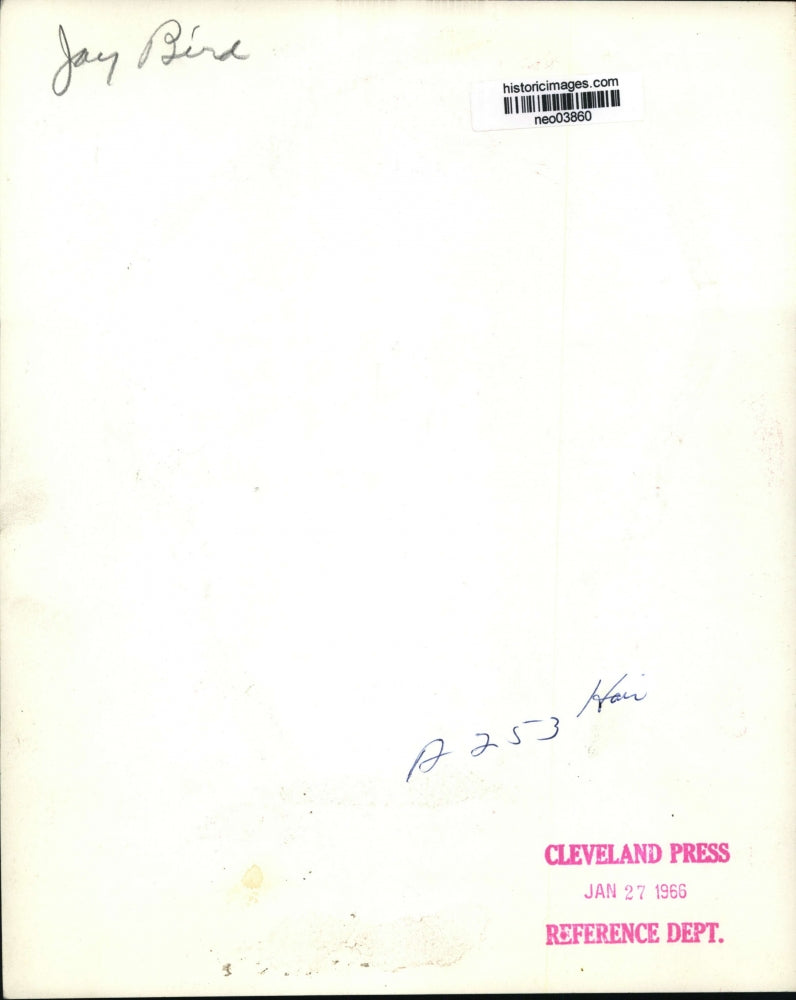 Jay Bird
historicimages.com
neo03860
Hair
A 253
CLEVELAND PRESS
JAN 27 1966
REFERENCE DEPT.